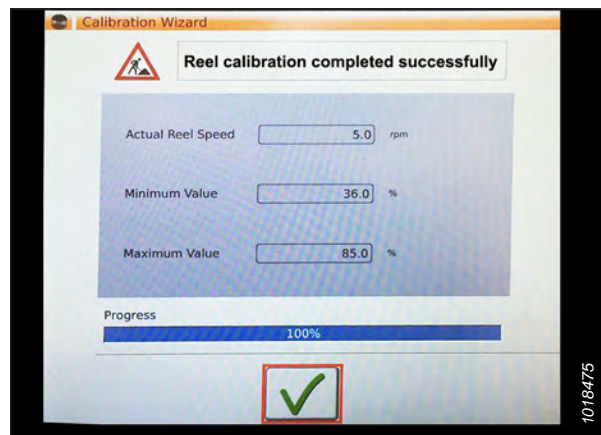 Calibration Wizard
Reel calibration completed successfully
Actual Reel Speed 5.0 rpm
Minimum Value 36.0 %
Maximum Value 85.0 %
Progress
100%
1018475